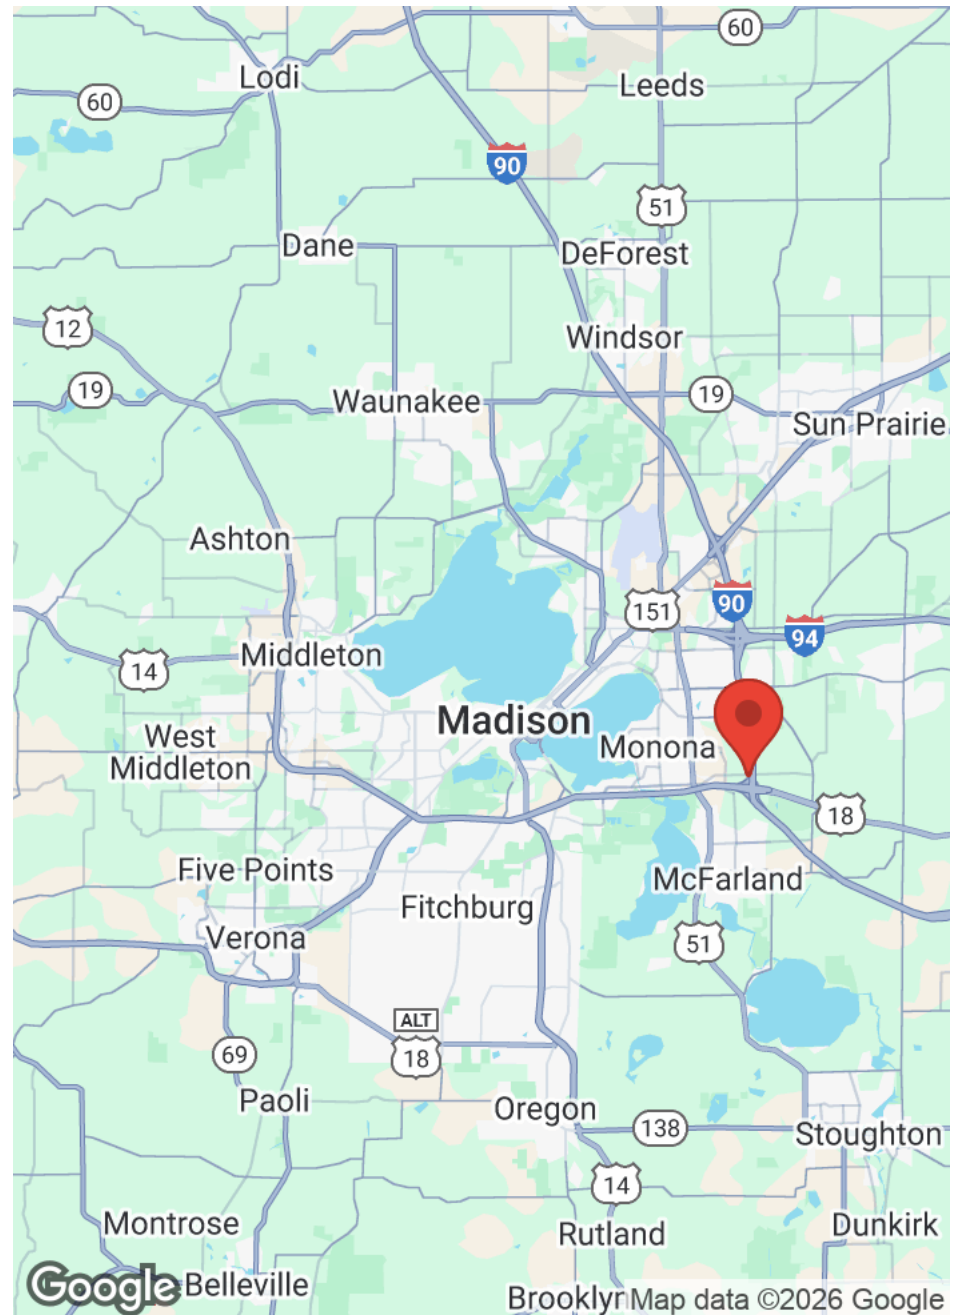 60
Lodi
Leeds
60
90
51
Dane
DeForest
12
Windsor
19
Waunakee
19
Sun Prairie
Ashton
151
90
94
Middleton
14
Madison
West
Middleton
Monona
18
Five Points
McFarland
Fitchburg
Verona
51
ALT
18
69
Paoli
Oregon
138
Stoughton
14
Montrose
Rutland
Dunkirk
Google
Belleville
Brooklyn
Map data ©2026 Google